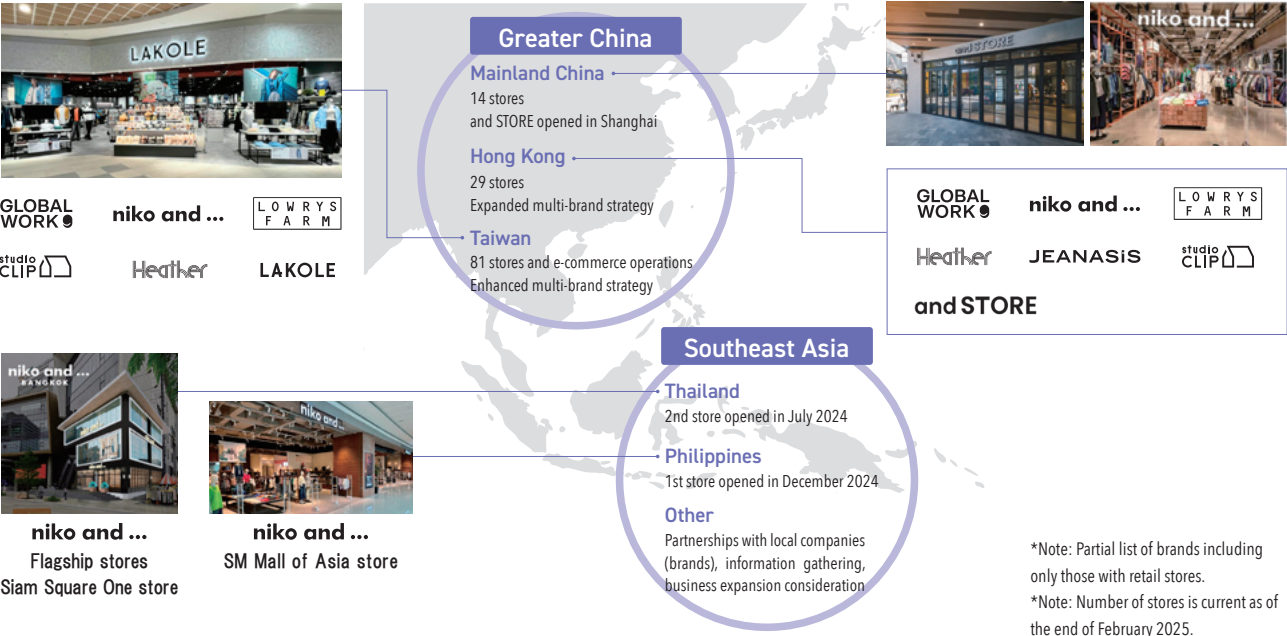 LAKOLE
GLOBAL
WORK
niko and ...
LOWRYS
FARM
studio
CLIP
Heather
LAKOLE
Greater China
Mainland China
14 stores
and STORE opened in Shanghai
Hong Kong
29 stores
Expanded multi-brand strategy
Taiwan
81 stores and e-commerce operations
Enhanced multi-brand strategy
and STORE
niko and ...
GLOBAL
WORK
niko and ...
LOWRYS
FARM
Heather
JEANASiS
studio
CLIP
and STORE
niko and ...
BANGKOK
niko and ...
Flagship stores
Siam Square One store
niko and ...
niko and ...
SM Mall of Asia store
Southeast Asia
Thailand
2nd store opened in July 2024
Philippines
1st store opened in December 2024
Other
Partnerships with local companies
(brands), information gathering,
business expansion consideration
*Note: Partial list of brands including
only those with retail stores.
*Note: Number of stores is current as of
the end of February 2025.